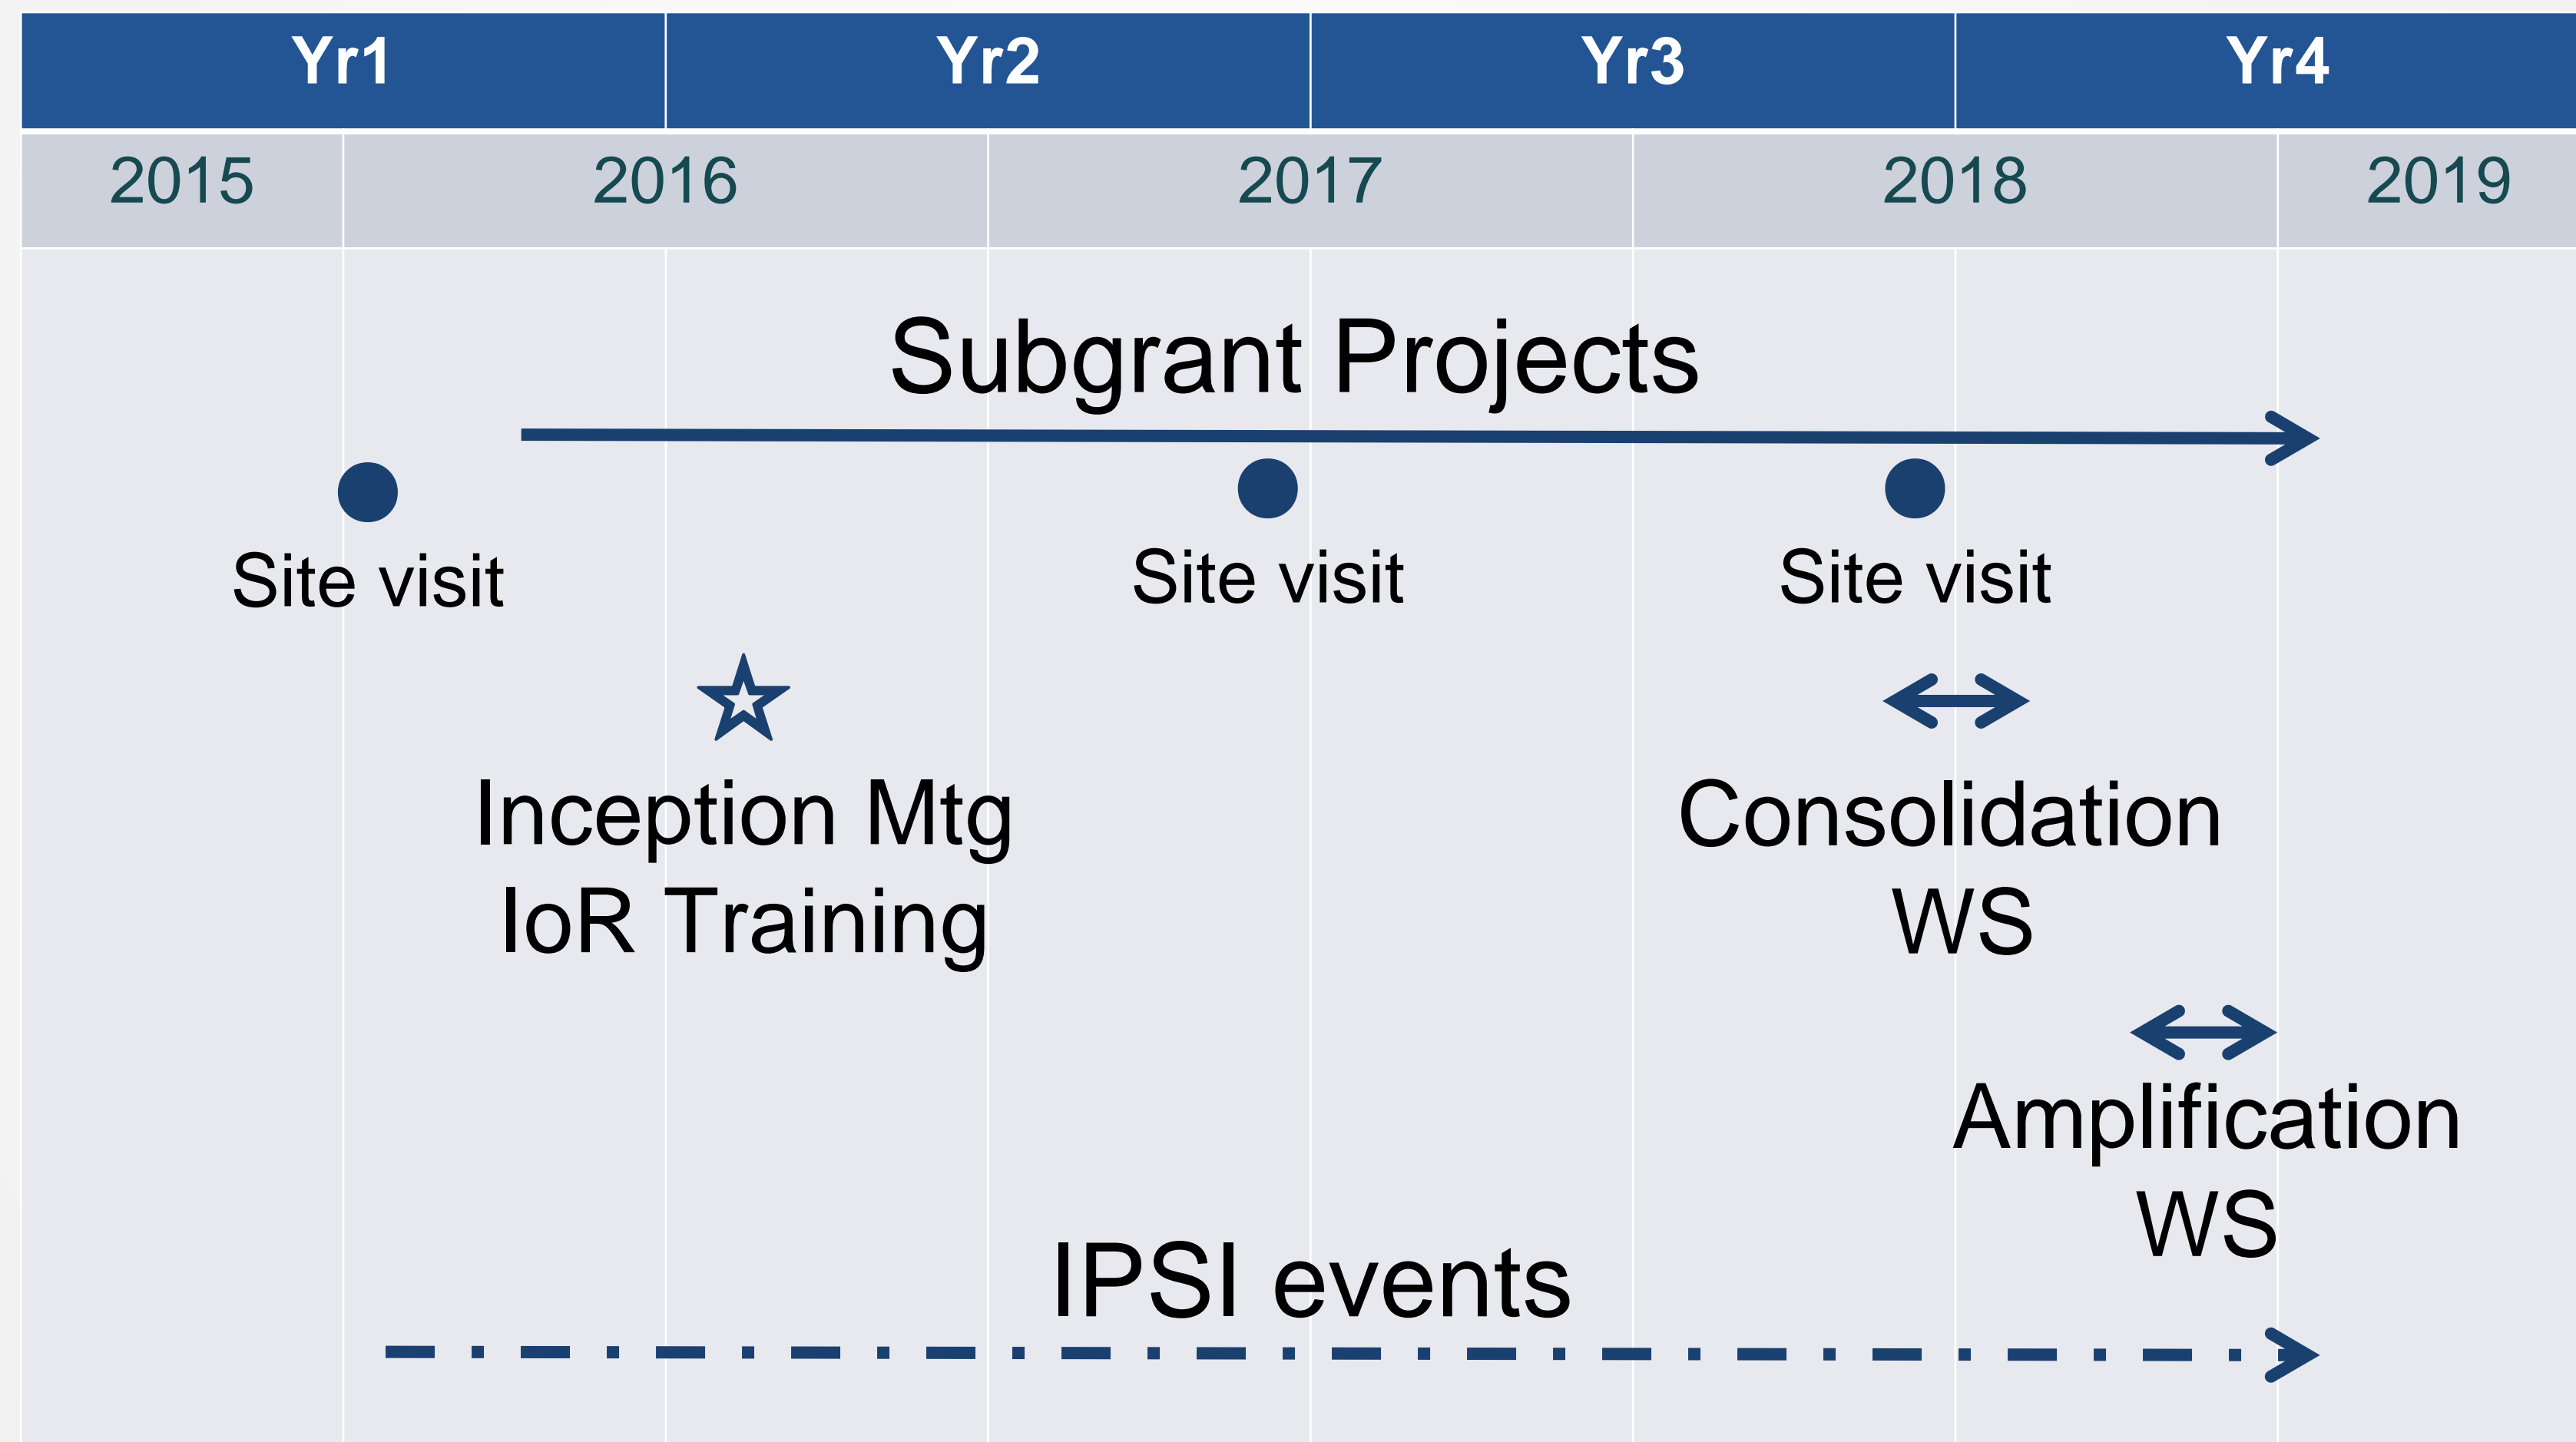 Yr1 Yr2 Yr3 Yr4
2015 2016 2017 2018 2019
Subgrant Projects
Site visit Site visit Site visit
Inception Mtg
IoR Training
Consolidation
WS
Amplification
WS
IPSI events